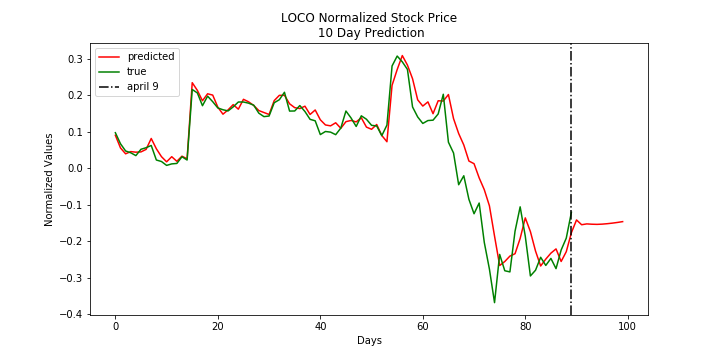 LOCO Normalized Stock Price
10 Day Prediction
predicted
true
april 9
Normalized Values
0.3
0.2
0.1
0.0
−0.1
−0.2
−0.3
−0.4
0 20 40 60 80 100
Days